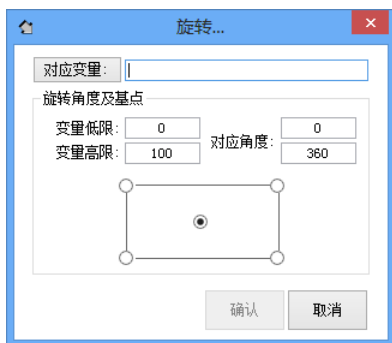 旋转...
对应变量:
旋转角度及基点
变量低限: 0 对应角度: 0
变量高限: 100 360
确认 取消